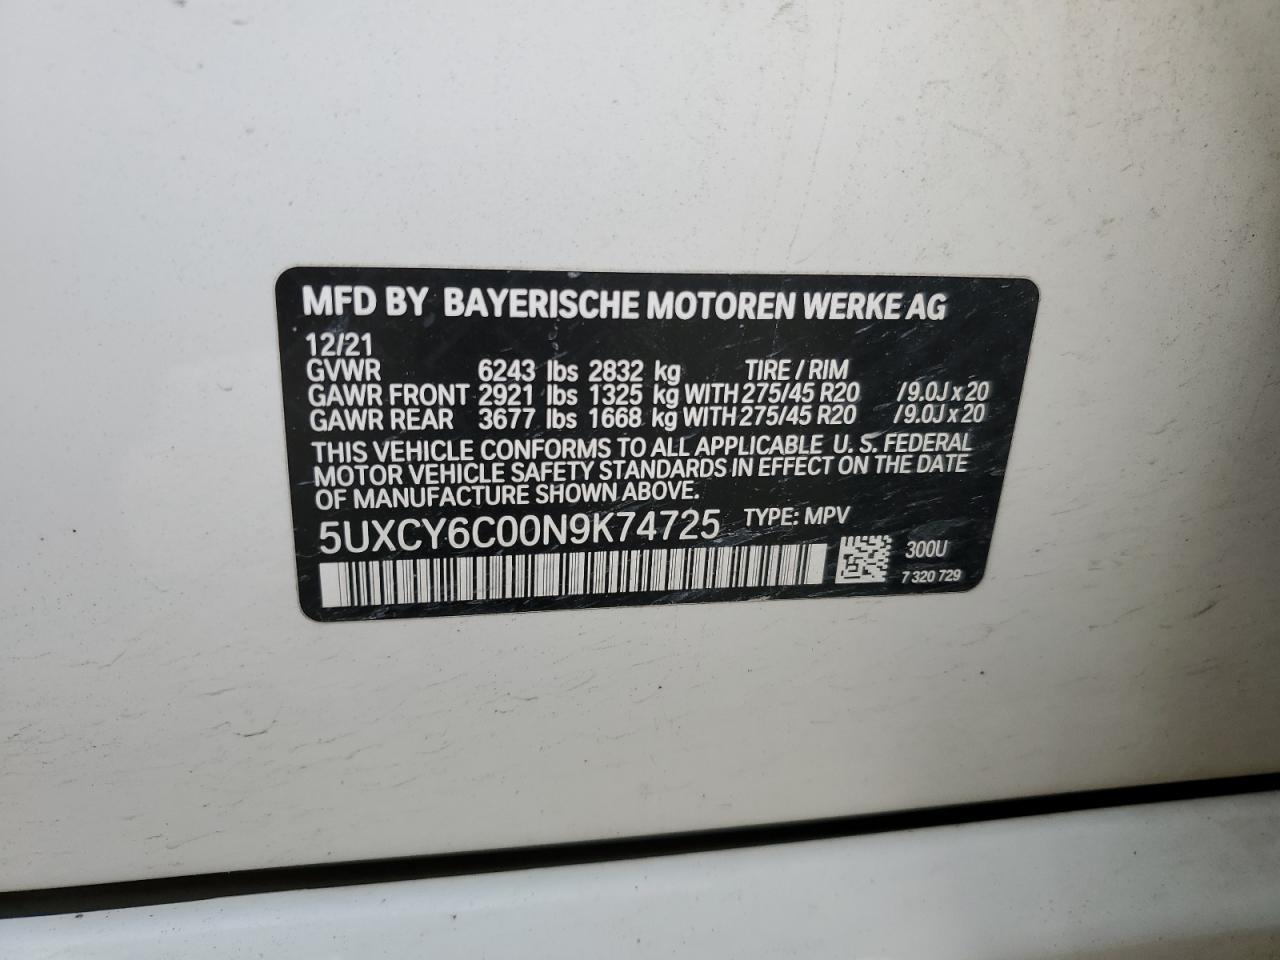 MFD BY BAYERISCHE MOTOREN WERKE AG
12/21
GVWR 6243 lbs 2832 kg TIRE / RIM
GAWR FRONT 2921 lbs 1325 kg WITH 275/45 R20 / 9.0J x 20
GAWR REAR 3677 lbs 1668 kg WITH 275/45 R20 / 9.0J x 20
THIS VEHICLE CONFORMS TO ALL APPLICABLE U. S. FEDERAL
MOTOR VEHICLE SAFETY STANDARDS IN EFFECT ON THE DATE
OF MANUFACTURE SHOWN ABOVE.
5UXCY6C00N9K74725 TYPE: MPV
300U
7 320 729